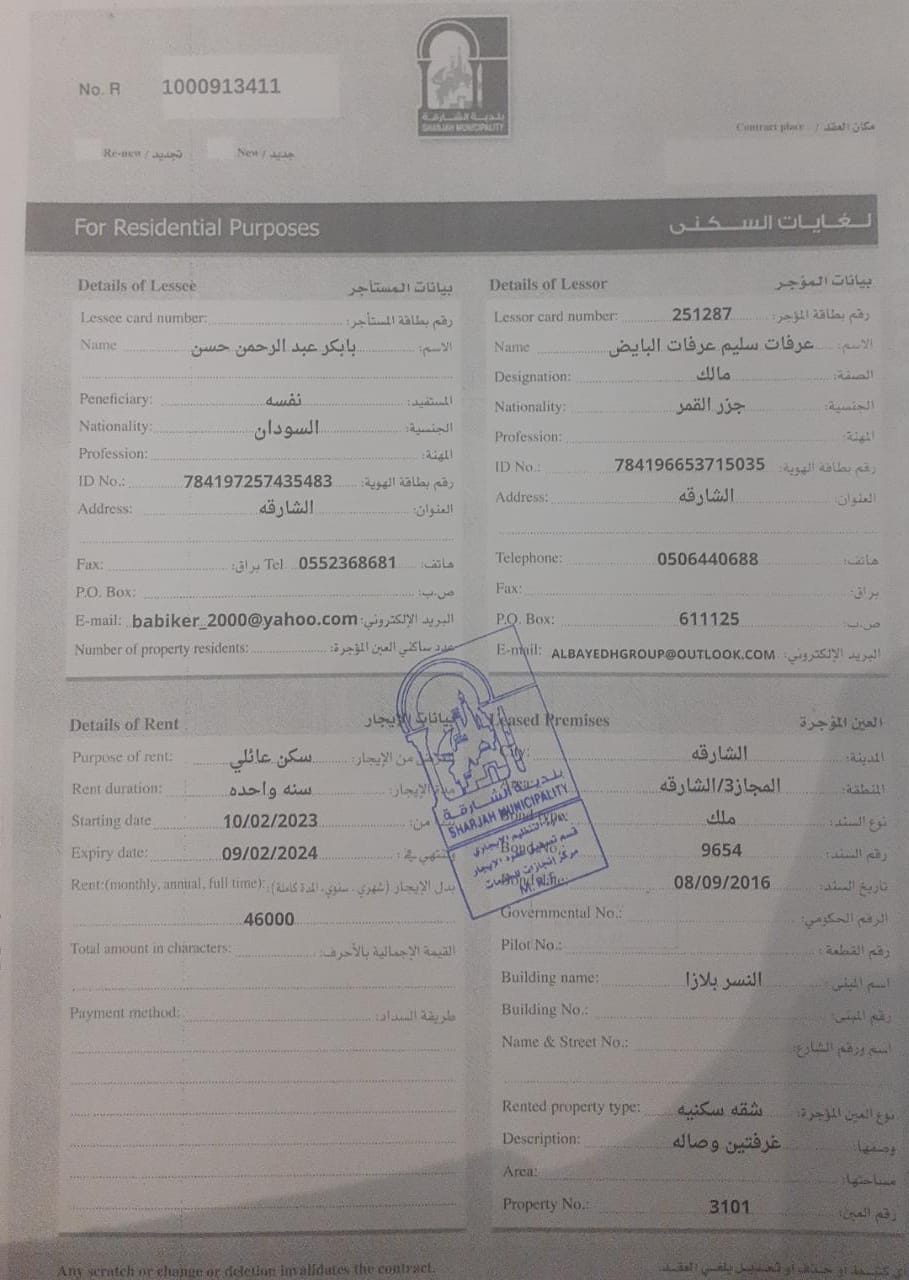 No. R 1000913411
بلدية الشارقة
SHARJAH MUNICIPALITY
Contract place / مكان العقد
Re-new / تجديد New / جديد
For Residential Purposes لغايات السكنى
Details of Lessee بيانات المستأجر
Lessee card number: رقم بطاقة المستأجر:
Name بابكر عبد الرحمن حسن الاسم:
Peneficiary: نفسه المستفيد:
Nationality: السودان الجنسية:
Profession: المهنة:
ID No.: 784197257435483 رقم بطاقة الهوية:
Address: الشارقه العنوان:
Fax: براق: Tel 0552368681 هاتف:
P.O. Box: ص.ب:
E-mail: babiker_2000@yahoo.com البريد الإلكتروني:
Number of property residents: عدد ساكني العين المؤجرة:
Details of Lessor بيانات المؤجر
Lessor card number: 251287 رقم بطاقة المؤجر:
Name عرفات سليم عرفات البايض الاسم:
Designation: مالك الصفة:
Nationality: جزر القمر الجنسية:
Profession: المهنة:
ID No.: 784196653715035 رقم بطاقة الهوية:
Address: الشارقه العنوان:
Telephone: 0506440688 هاتف:
Fax: براق:
P.O. Box: 611125 ص.ب:
E-mail: ALBAYEDHGROUP@OUTLOOK.COM البريد الإلكتروني:
Details of Rent بيانات الإيجار
Purpose of rent: سكن عائلي من الإيجار:
Rent duration: سنه واحده مدة الإيجار:
Starting date 10/02/2023 من:
Expiry date: 09/02/2024 وتنتهي في:
Rent:(monthly, annual, full time): بدل الإيجار (شهري، سنوي، المدة كاملة):
46000
Total amount in characters: القيمة الإجمالية بالأحرف:
Payment method: طريقة السداد:
Leased Premises العين المؤجرة
الشارقه المدينة:
المجاز3/الشارقه المنطقة:
ملك نوع السند:
Bond No. 9654 رقم السند:
08/09/2016 تاريخ السند:
Governmental No.: الرقم الحكومي:
Pilot No.: رقم القطعة:
Building name: النسر بلازا اسم المبنى:
Building No.: رقم المبنى:
Name & Street No.: اسم ورقم الشارع:
Rented property type: شقه سكنيه نوع العين المؤجرة:
Description: غرفتين وصاله وصفها:
Area: مساحتها:
Property No.: 3101 رقم العين:
بلدية الشارقة
SHARJAH MUNICIPALITY
Any scratch or change or deletion invalidates the contract.